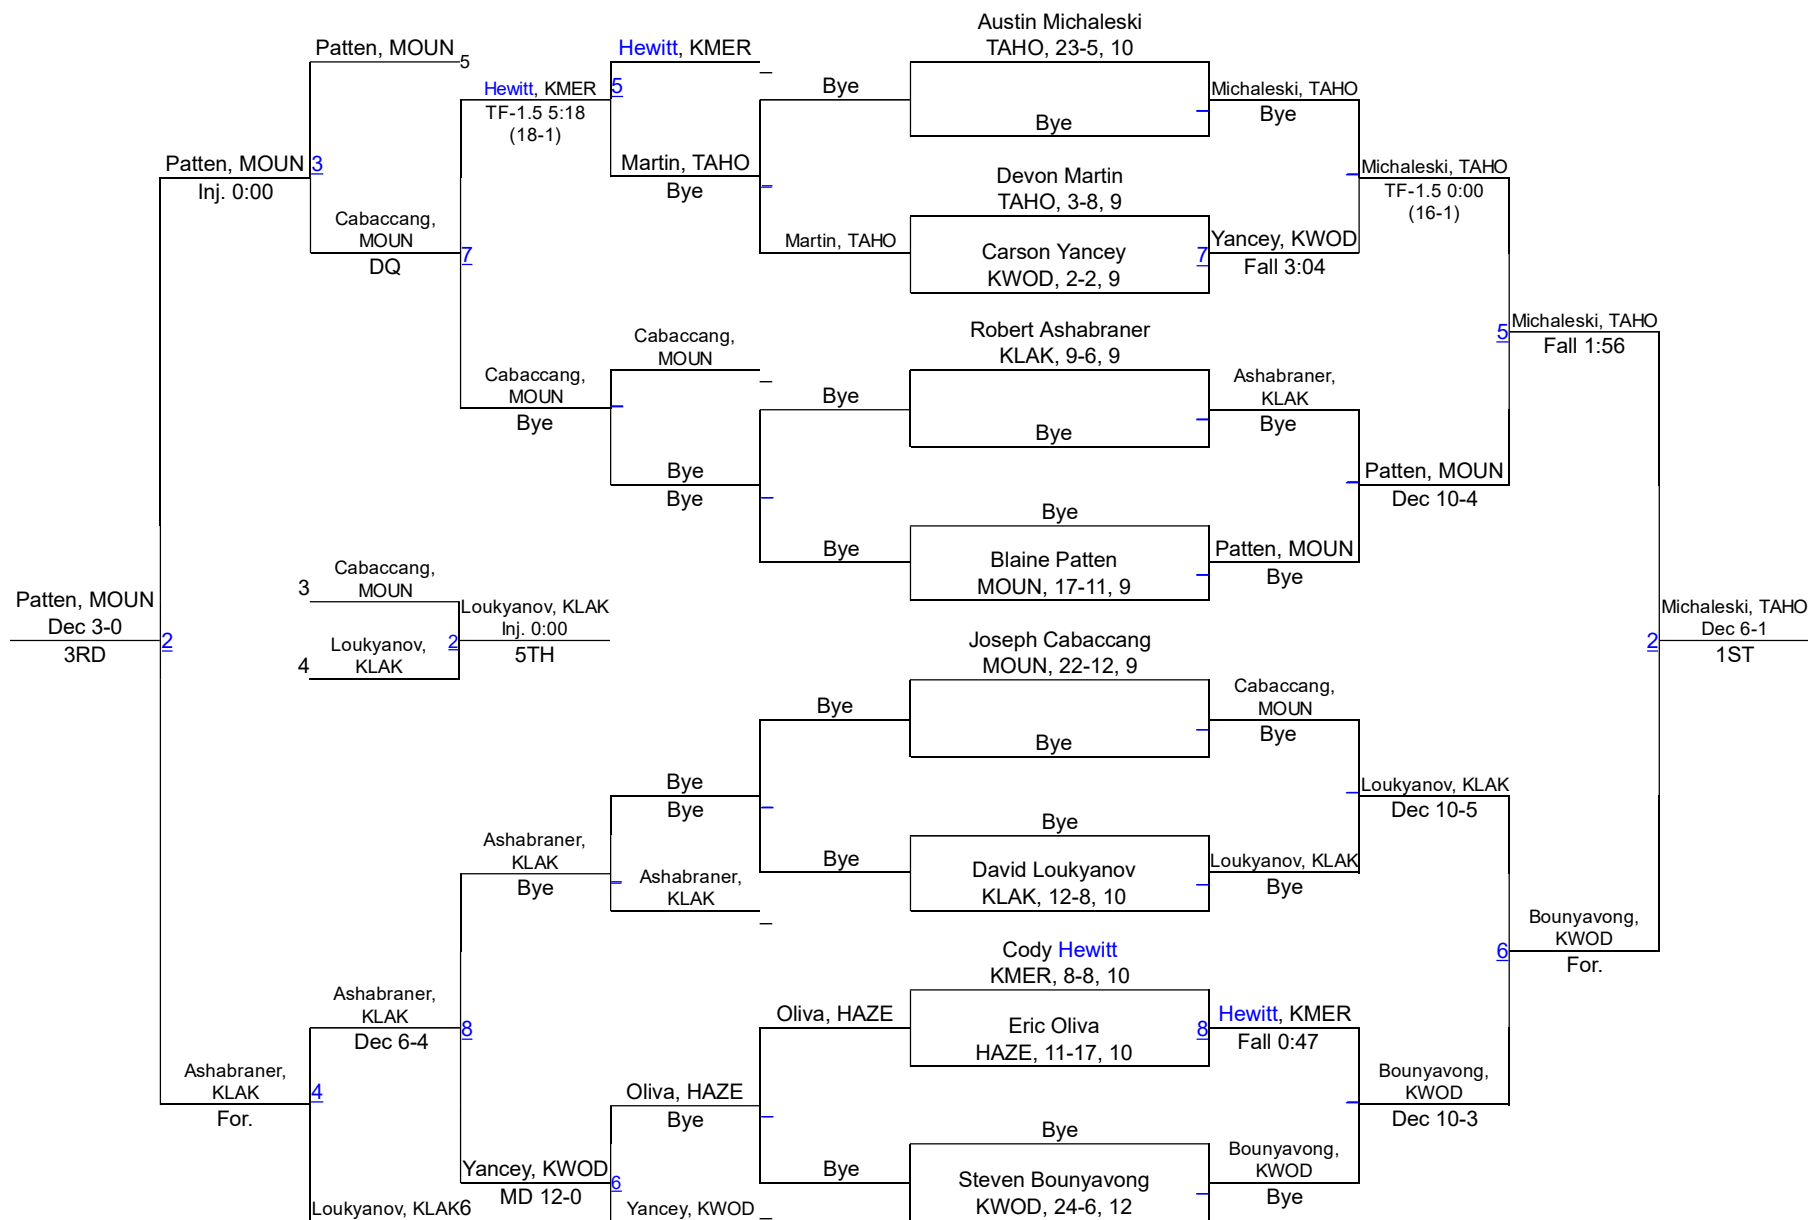 Austin Michaleski
Patten, MOUN
5
Hewitt, KMER
_
TAHO, 23-5, 10
Hewitt, KMER
TF-1.5 5:18
(18-1)
5
Bye
Bye
Michaleski, TAHO
Bye
Patten, MOUN
Inj. 0:00
3
Martin, TAHO
Bye
Devon Martin
TAHO, 3-8, 9
Michaleski, TAHO
TF-1.5 0:00
(16-1)
Cabaccang,
MOUN
DQ
7
Martin, TAHO
Carson Yancey
KWOD, 2-2, 9
7
Yancey, KWOD
Fall 3:04
Robert Ashabraner
KLAK, 9-6, 9
Cabaccang,
MOUN
_
5
Michaleski, TAHO
Fall 1:56
Cabaccang,
MOUN
Bye
Bye
Bye
Ashabraner,
KLAK
Bye
Bye
Bye
Patten, MOUN
Dec 10-4
Bye
Bye
Blaine Patten
MOUN, 17-11, 9
Patten, MOUN
Bye
3
Cabaccang,
MOUN
Patten, MOUN
Dec 3-0
3RD
2
4
Loukyanov,
KLAK
2
Loukyanov, KLAK
Inj. 0:00
5TH
2
Michaleski, TAHO
Dec 6-1
1ST
Joseph Cabaccang
MOUN, 22-12, 9
Bye
Bye
Cabaccang,
MOUN
Bye
Bye
Bye
Loukyanov, KLAK
Dec 10-5
Ashabraner,
KLAK
Bye
Bye
Bye
David Loukyanov
KLAK, 12-8, 10
Loukyanov, KLAK
Bye
Ashabraner,
KLAK
_
6
Bounyavong,
KWOD
For.
Cody Hewitt
KMER, 8-8, 10
Ashabraner,
KLAK
Dec 6-4
8
Oliva, HAZE
Eric Oliva
HAZE, 11-17, 10
8
Hewitt, KMER
Fall 0:47
Ashabraner,
KLAK
For.
4
Oliva, HAZE
Bye
Bounyavong,
KWOD
Dec 10-3
Bye
Yancey, KWOD
MD 12-0
6
Bye
Steven Bounyavong
KWOD, 24-6, 12
Bounyavong,
KWOD
Bye
Loukyanov, KLAK
6
Yancey, KWOD
_